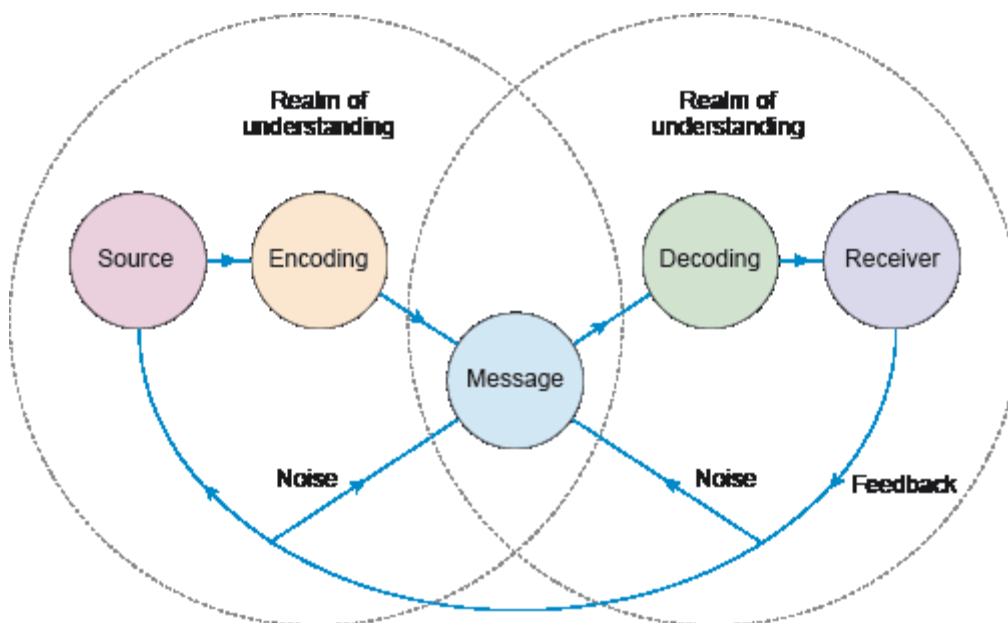 Realm of
understanding
Realm of
understanding
Source
Encoding
Decoding
Receiver
Message
Noise
Noise
Feedback